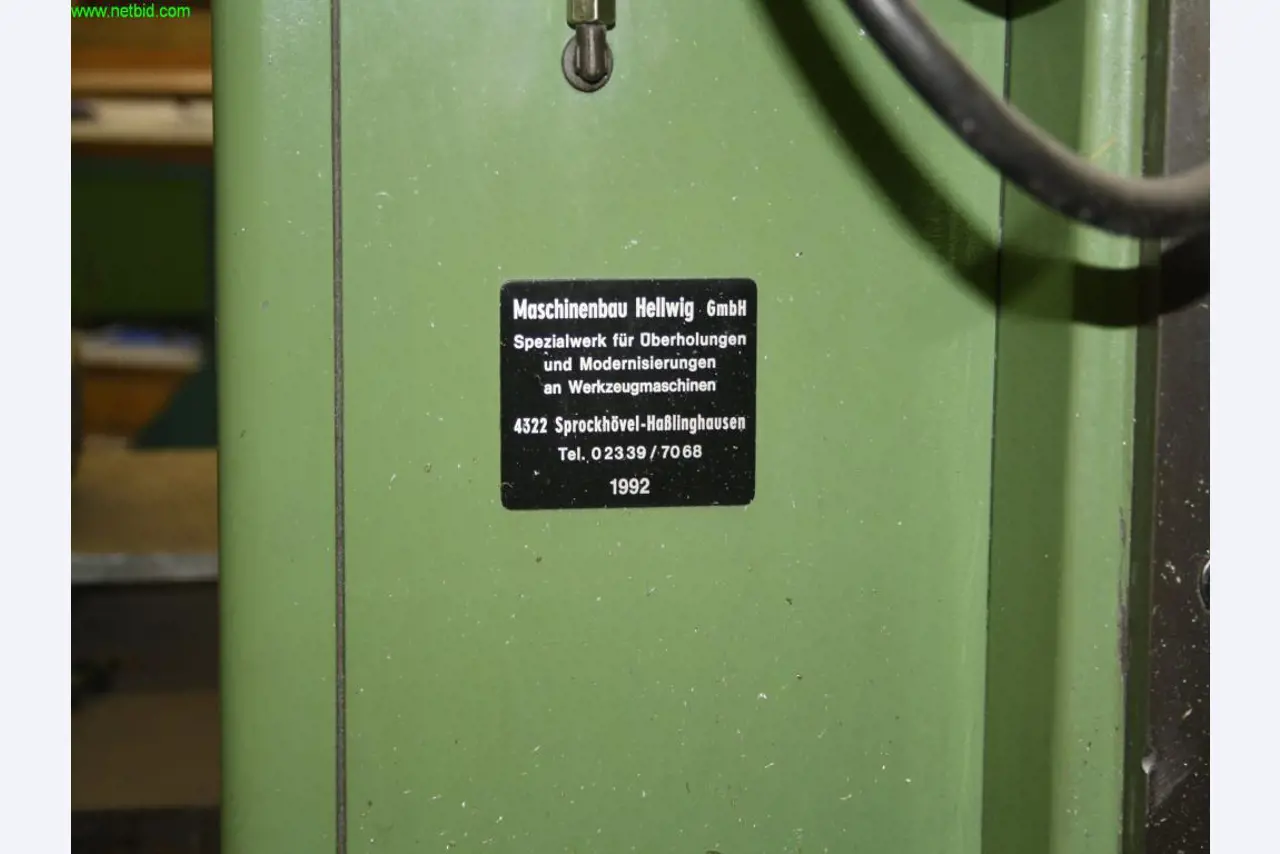 www.netbid.com
Maschinenbau Hellwig GmbH
Spezialwerk für Überholungen
und Modernisierungen
an Werkzeugmaschinen
4322 Sprockhövel-Haßlinghausen
Tel. 02339/7068
1992